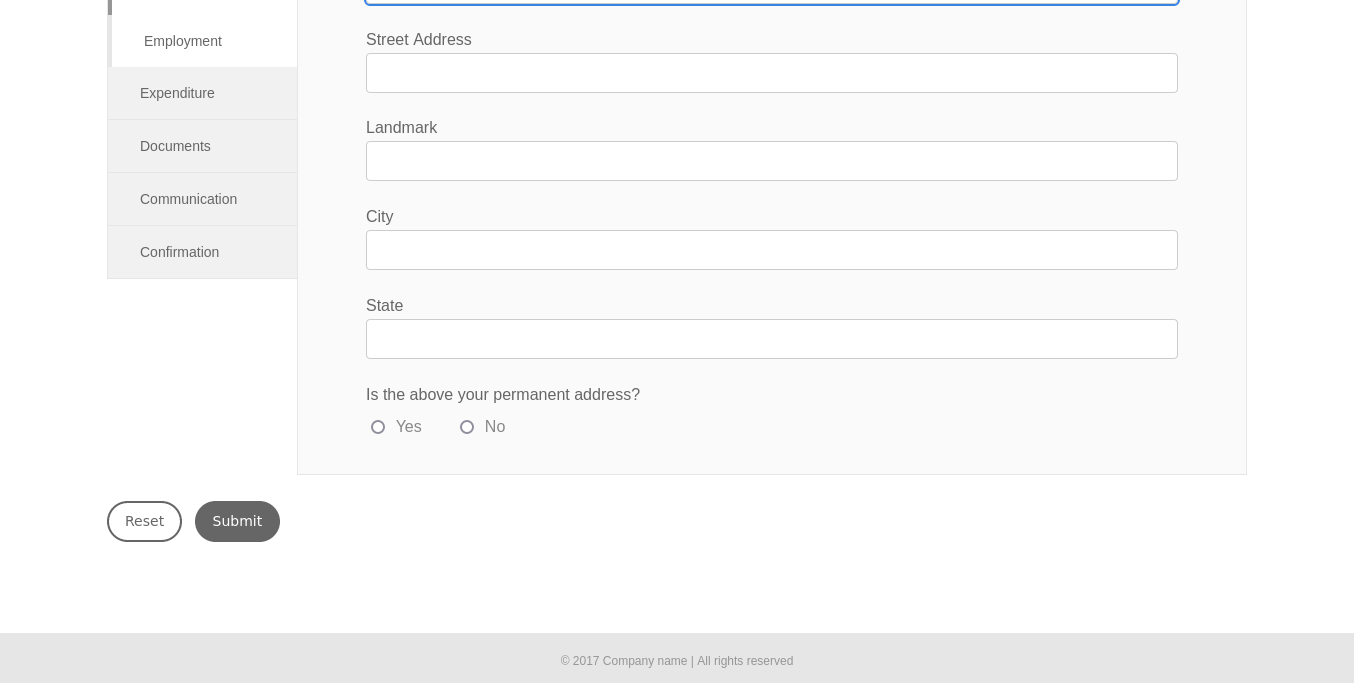 Employment
Expenditure
Documents
Communication
Confirmation
Street Address
Landmark
City
State
Is the above your permanent address?
Yes No
Reset Submit
© 2017 Company name | All rights reserved